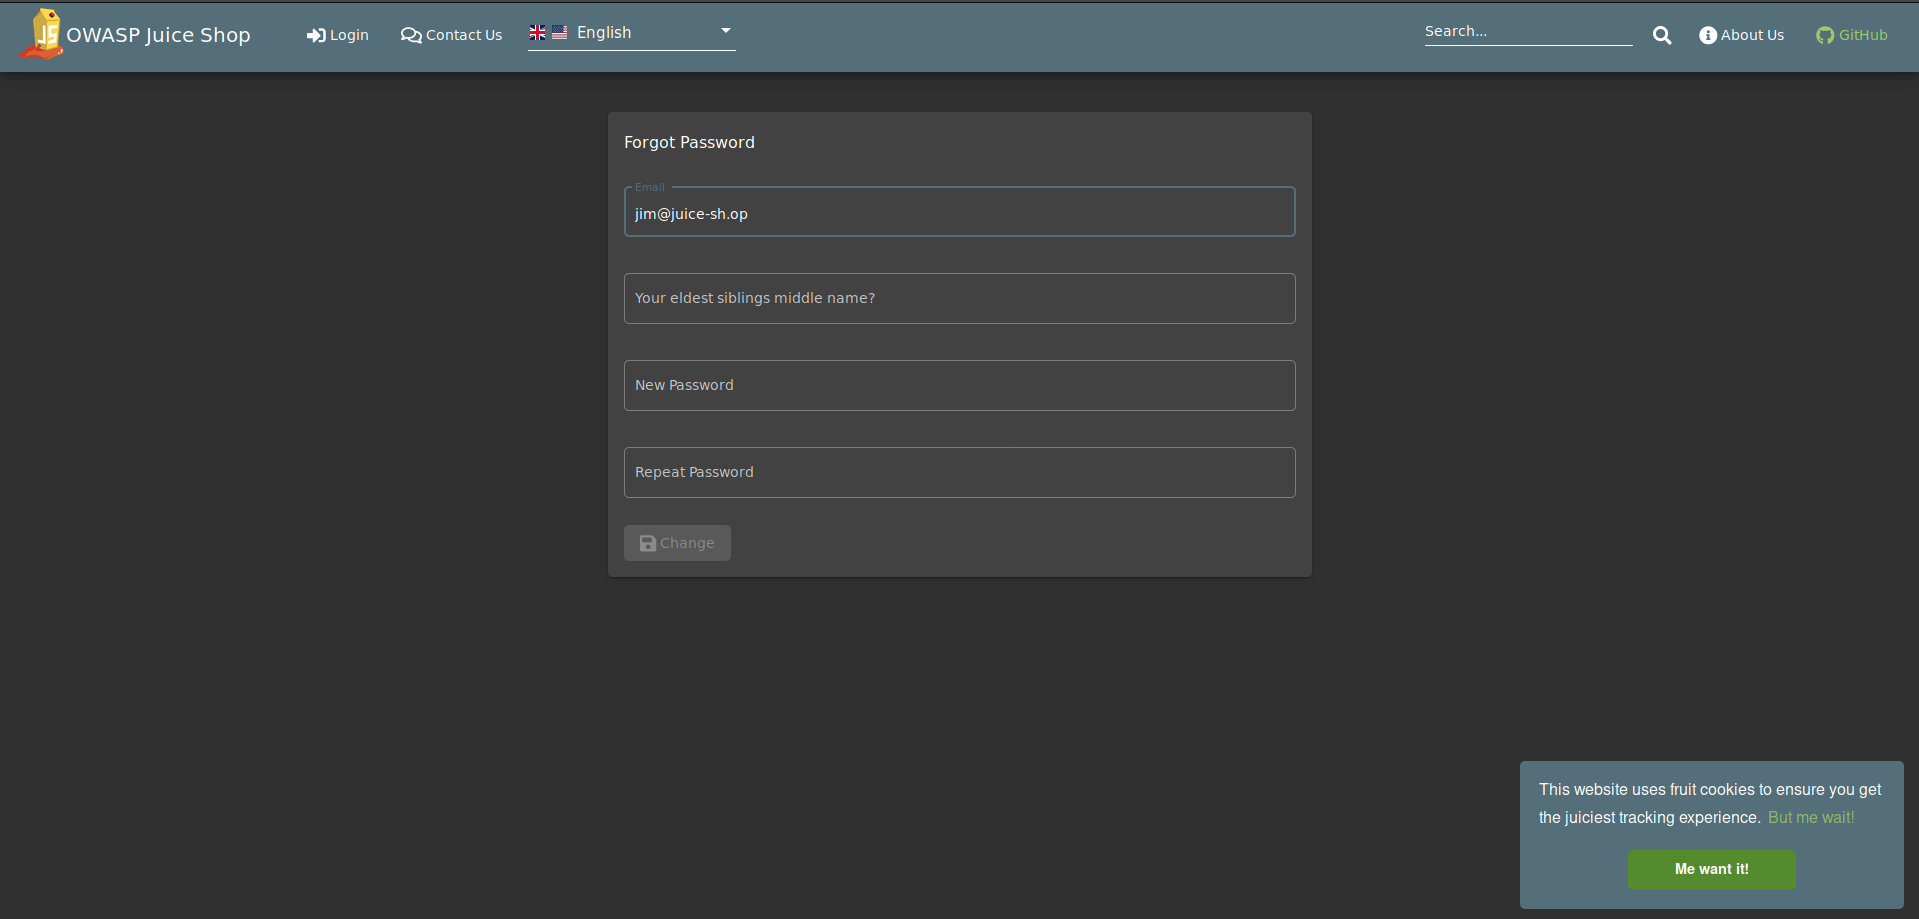 OWASP Juice Shop
Login
Contact Us
English
Search...
About Us
GitHub
Forgot Password
Email
jim@juice-sh.op
Your eldest siblings middle name?
New Password
Repeat Password
Change
This website uses fruit cookies to ensure you get
the juiciest tracking experience. But me wait!
Me want it!